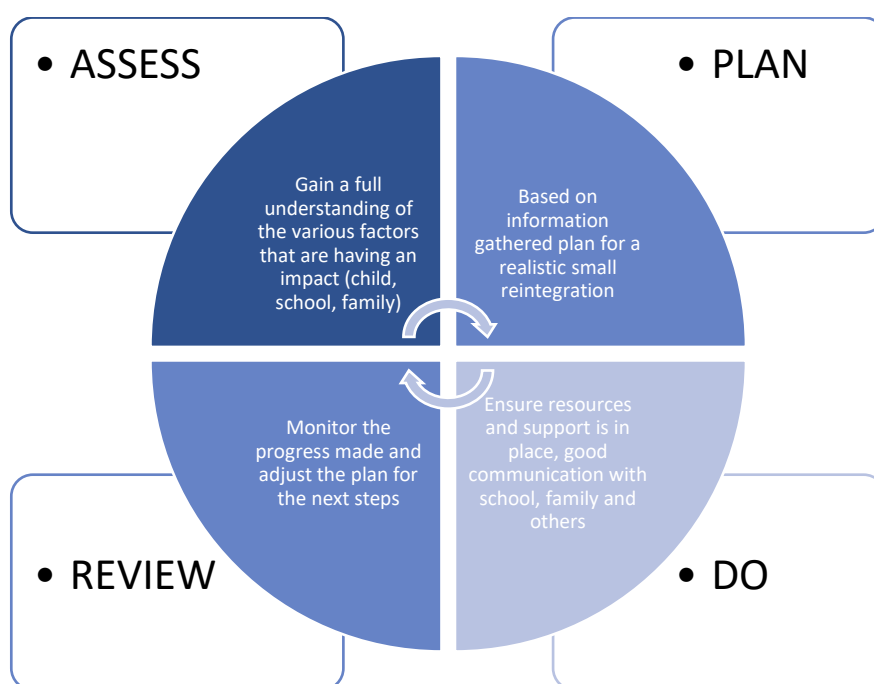 • ASSESS
Gain a full
understanding of
the various factors
that are having an
impact (child,
school, family)
• PLAN
Based on
information
gathered plan for a
realistic small
reintegration
• REVIEW
Monitor the
progress made and
adjust the plan for
the next steps
• DO
Ensure resources
and support is in
place, good
communication with
school, family and
others